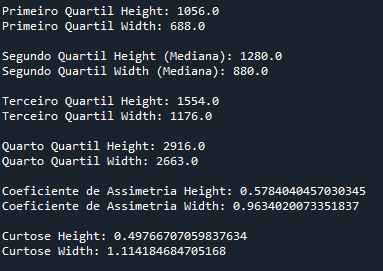 Primeiro Quartil Height: 1056.0
Primeiro Quartil Width: 688.0
Segundo Quartil Height (Mediana): 1280.0
Segundo Quartil Width (Mediana): 880.0
Terceiro Quartil Height: 1554.0
Terceiro Quartil Width: 1176.0
Quarto Quartil Height: 2916.0
Quarto Quartil Width: 2663.0
Coeficiente de Assimetria Height: 0.5784040457030345
Coeficiente de Assimetria Width: 0.9634020073351837
Curtose Height: 0.49766707059837634
Curtose Width: 1.114184684705168